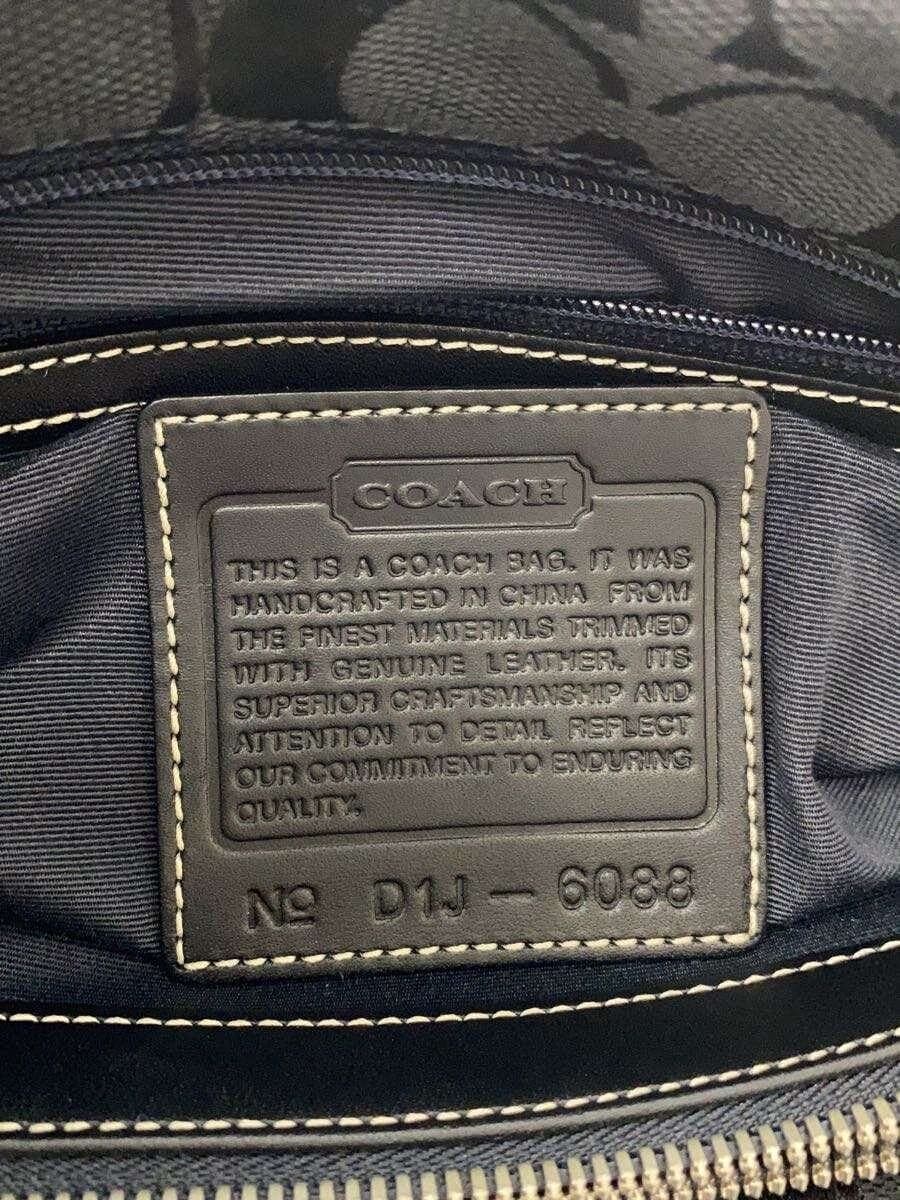 COACH
THIS IS A COACH BAG. IT WAS
HANDCRAFTED IN CHINA FROM
THE FINEST MATERIALS TRIMMED
WITH GENUINE LEATHER. ITS
SUPERIOR CRAFTSMANSHIP AND
ATTENTION TO DETAIL REFLECT
OUR COMMITMENT TO ENDURING
QUALITY.
Nº D1J - 6088